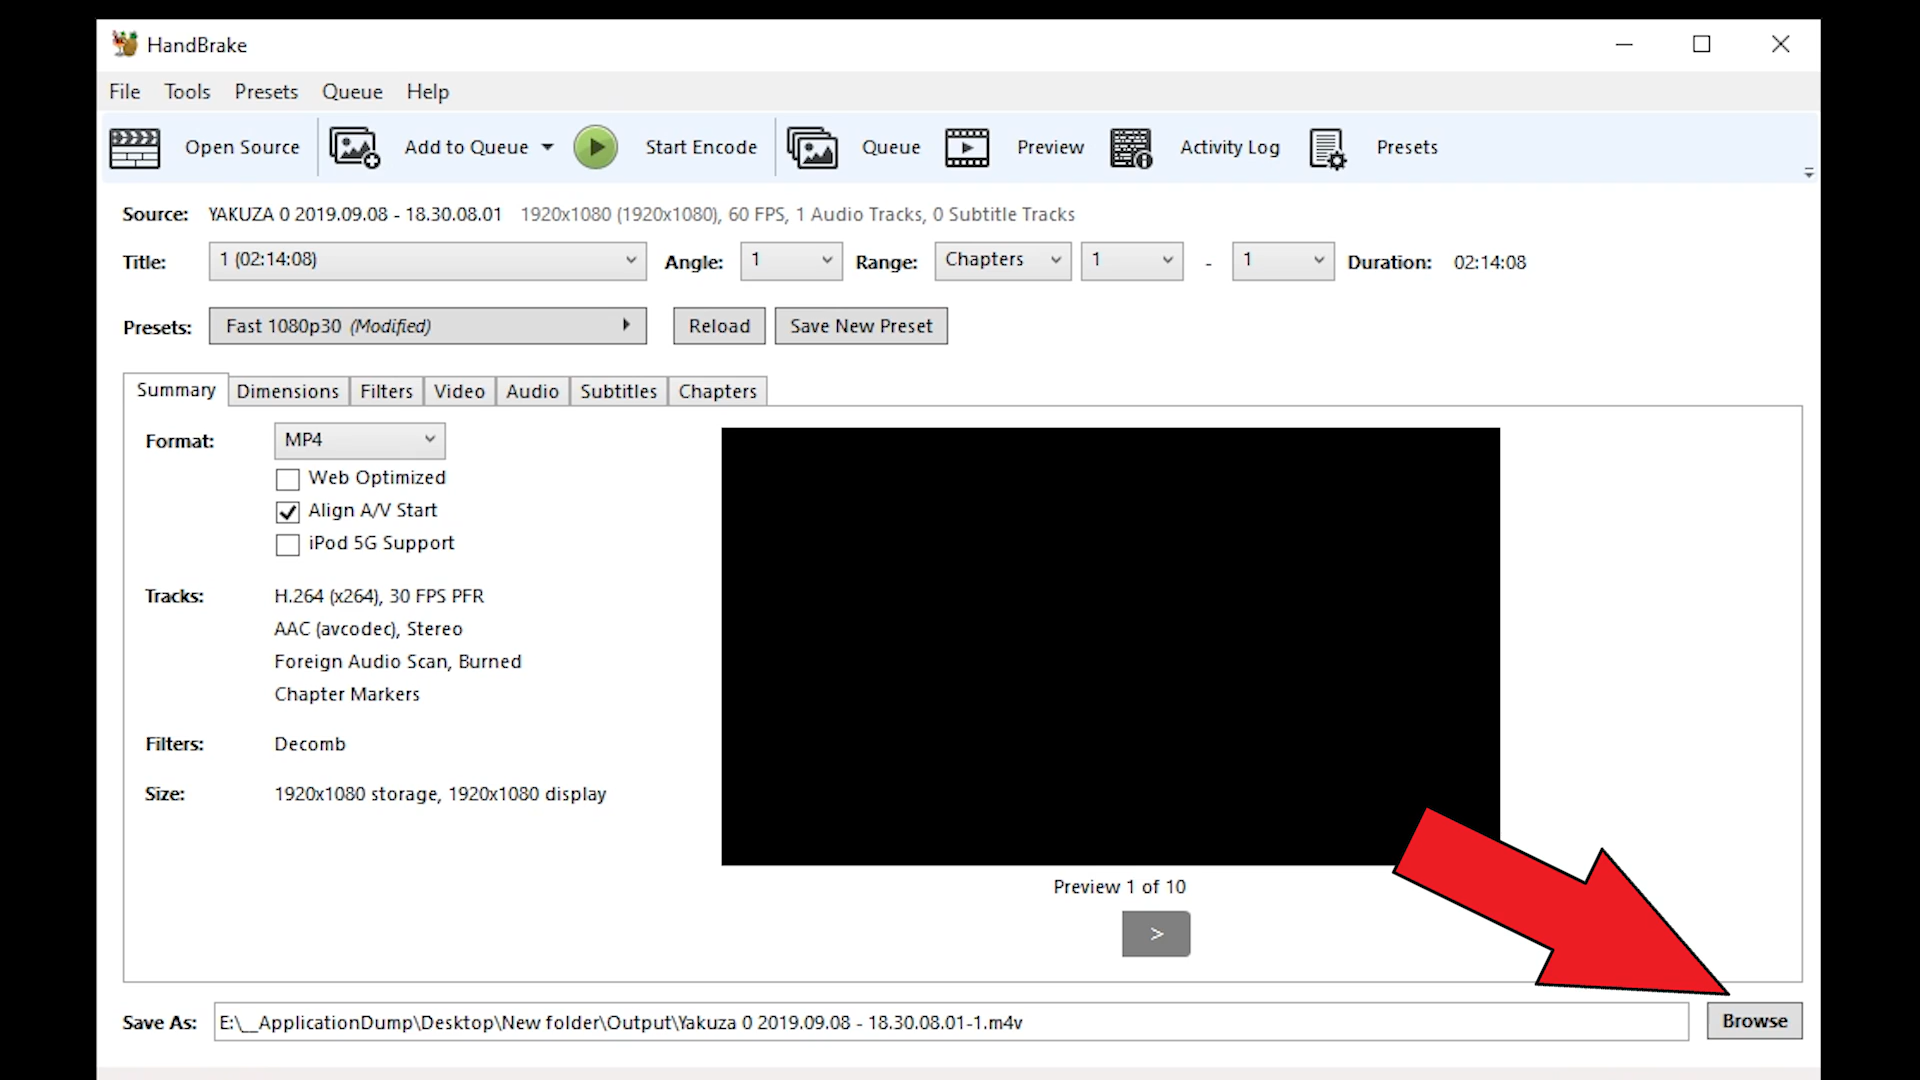 HandBrake
File Tools Presets Queue Help
Open Source Add to Queue Start Encode Queue Preview Activity Log Presets
Source: YAKUZA 0 2019.09.08 - 18.30.08.01 1920x1080 (1920x1080), 60 FPS, 1 Audio Tracks, 0 Subtitle Tracks
Title: 1 (02:14:08) Angle: 1 Range: Chapters 1 - 1 Duration: 02:14:08
Presets: Fast 1080p30 (Modified) Reload Save New Preset
Summary Dimensions Filters Video Audio Subtitles Chapters
Format: MP4
Web Optimized
Align A/V Start
iPod 5G Support
Tracks: H.264 (x264), 30 FPS PFR
AAC (avcodec), Stereo
Foreign Audio Scan, Burned
Chapter Markers
Filters: Decomb
Size: 1920x1080 storage, 1920x1080 display
Preview 1 of 10
>
Save As: E:\__ApplicationDump\Desktop\New folder\Output\Yakuza 0 2019.09.08 - 18.30.08.01-1.m4v Browse